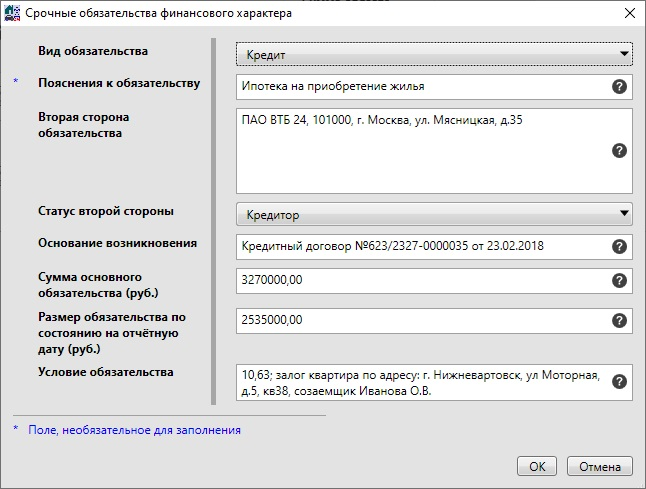 Срочные обязательства финансового характера
Вид обязательства
Кредит
* Пояснения к обязательству
Ипотека на приобретение жилья
?
Вторая сторона
обязательства
ПАО ВТБ 24, 101000, г. Москва, ул. Мясницкая, д.35
?
Статус второй стороны
Кредитор
Основание возникновения
Кредитный договор №623/2327-0000035 от 23.02.2018
?
Сумма основного
обязательства (руб.)
3270000,00
?
Размер обязательства по
состоянию на отчётную
дату (руб.)
2535000,00
?
Условие обязательства
10,63; залог квартира по адресу: г. Нижневартовск, ул Моторная,
д.5, кв38, созаемщик Иванова О.В.
?
* Поле, необязательное для заполнения
OK
Отмена